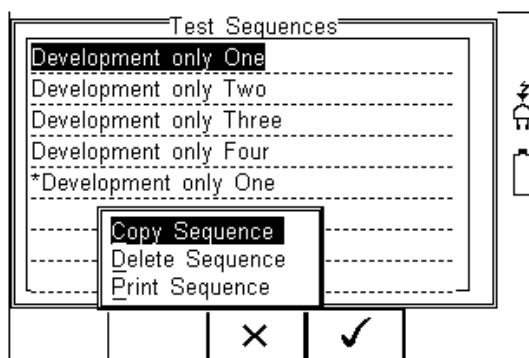 Test Sequences
Development only One
Development only Two
Development only Three
Development only Four
*Development only One
Copy Sequence
Delete Sequence
Print Sequence